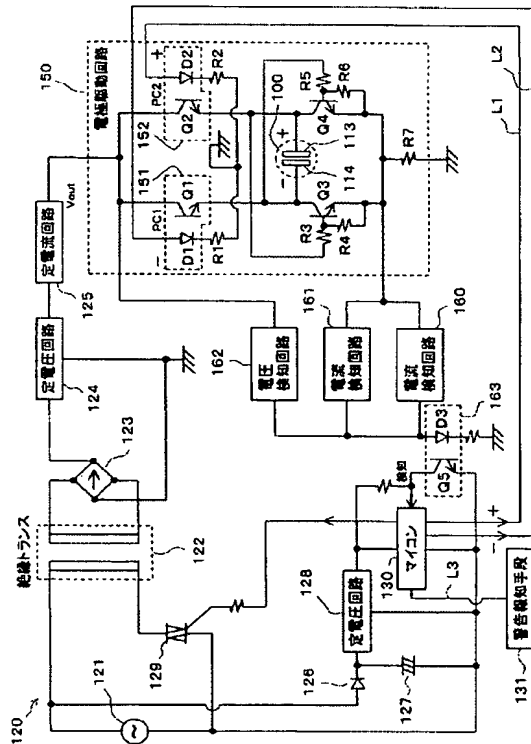 120
121
絶縁トランス
122
123
定電圧回路
124
定電流回路
125
Vout
150
電極駆動回路
151
152
PC1
PC2
D1
Q1
Q2
D2
R1
R2
-
+
100
-
+
113
114
R3
R4
Q3
Q4
R5
R6
R7
電圧
検知回路
162
電流
検知回路
161
電流
検知回路
160
163
D3
Q5
検知
129
126
127
定電圧回路
128
マイコン
130
-
+
L1
L2
L3
警告報知手段
131